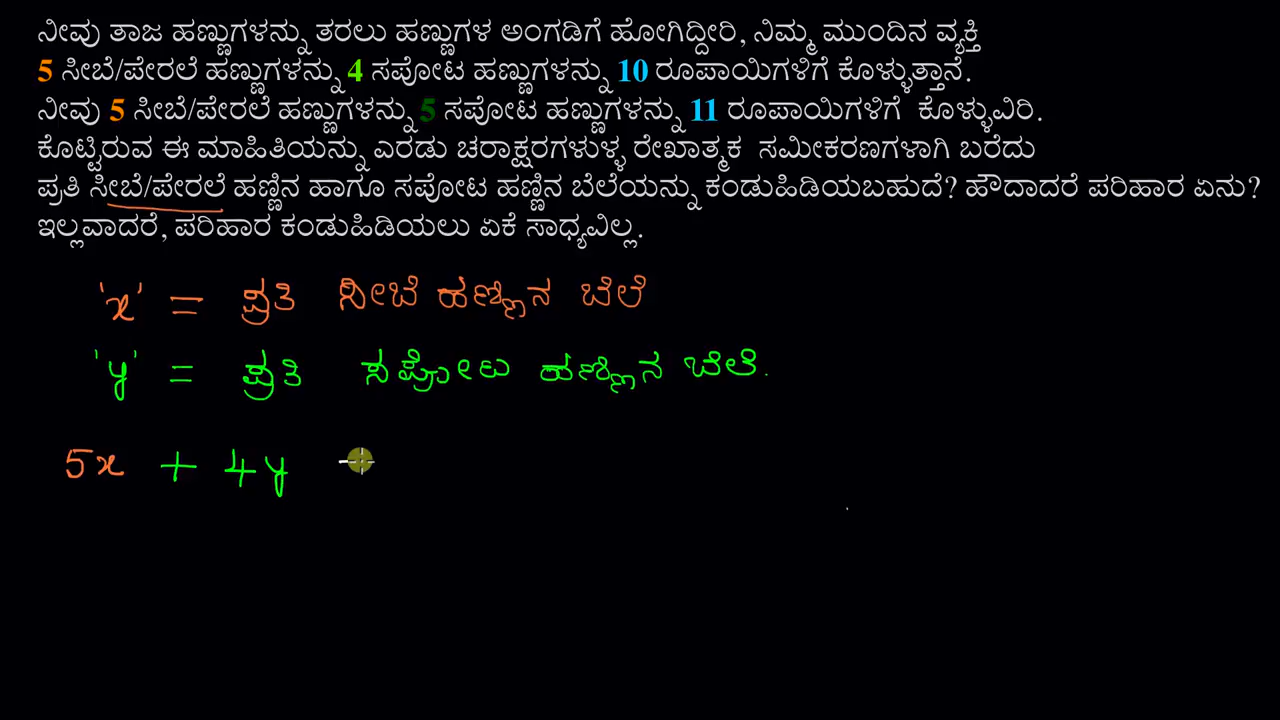 ನೀವು ತಾಜ ಹಣ್ಣುಗಳನ್ನು ತರಲು ಹಣ್ಣುಗಳ ಅಂಗಡಿಗೆ ಹೋಗಿದ್ದೀರಿ, ನಿಮ್ಮ ಮುಂದಿನ ವ್ಯಕ್ತಿ
5 ಸೀಬೆ/ಪೇರಲೆ ಹಣ್ಣುಗಳನ್ನು 4 ಸಪೋಟ ಹಣ್ಣುಗಳನ್ನು 10 ರೂಪಾಯಿಗಳಿಗೆ ಕೊಳ್ಳುತ್ತಾನೆ.
ನೀವು 5 ಸೀಬೆ/ಪೇರಲೆ ಹಣ್ಣುಗಳನ್ನು 5 ಸಪೋಟ ಹಣ್ಣುಗಳನ್ನು 11 ರೂಪಾಯಿಗಳಿಗೆ ಕೊಳ್ಳುವಿರಿ.
ಕೊಟ್ಟಿರುವ ಈ ಮಾಹಿತಿಯನ್ನು ಎರಡು ಚರಾಕ್ಷರಗಳುಳ್ಳ ರೇಖಾತ್ಮಕ ಸಮೀಕರಣಗಳಾಗಿ ಬರೆದು
ಪ್ರತಿ ಸೀಬೆ/ಪೇರಲೆ ಹಣ್ಣಿನ ಹಾಗೂ ಸಪೋಟ ಹಣ್ಣಿನ ಬೆಲೆಯನ್ನು ಕಂಡುಹಿಡಿಯಬಹುದೆ? ಹೌದಾದರೆ ಪರಿಹಾರ ಏನು?
ಇಲ್ಲವಾದರೆ, ಪರಿಹಾರ ಕಂಡುಹಿಡಿಯಲು ಏಕೆ ಸಾಧ್ಯವಿಲ್ಲ.
'x' = ಪ್ರತಿ ಸೀಬೆ ಹಣ್ಣಿನ ಬೆಲೆ
'y' = ಪ್ರತಿ ಸಪೋಟ ಹಣ್ಣಿನ ಬೆಲೆ.
5x + 4y